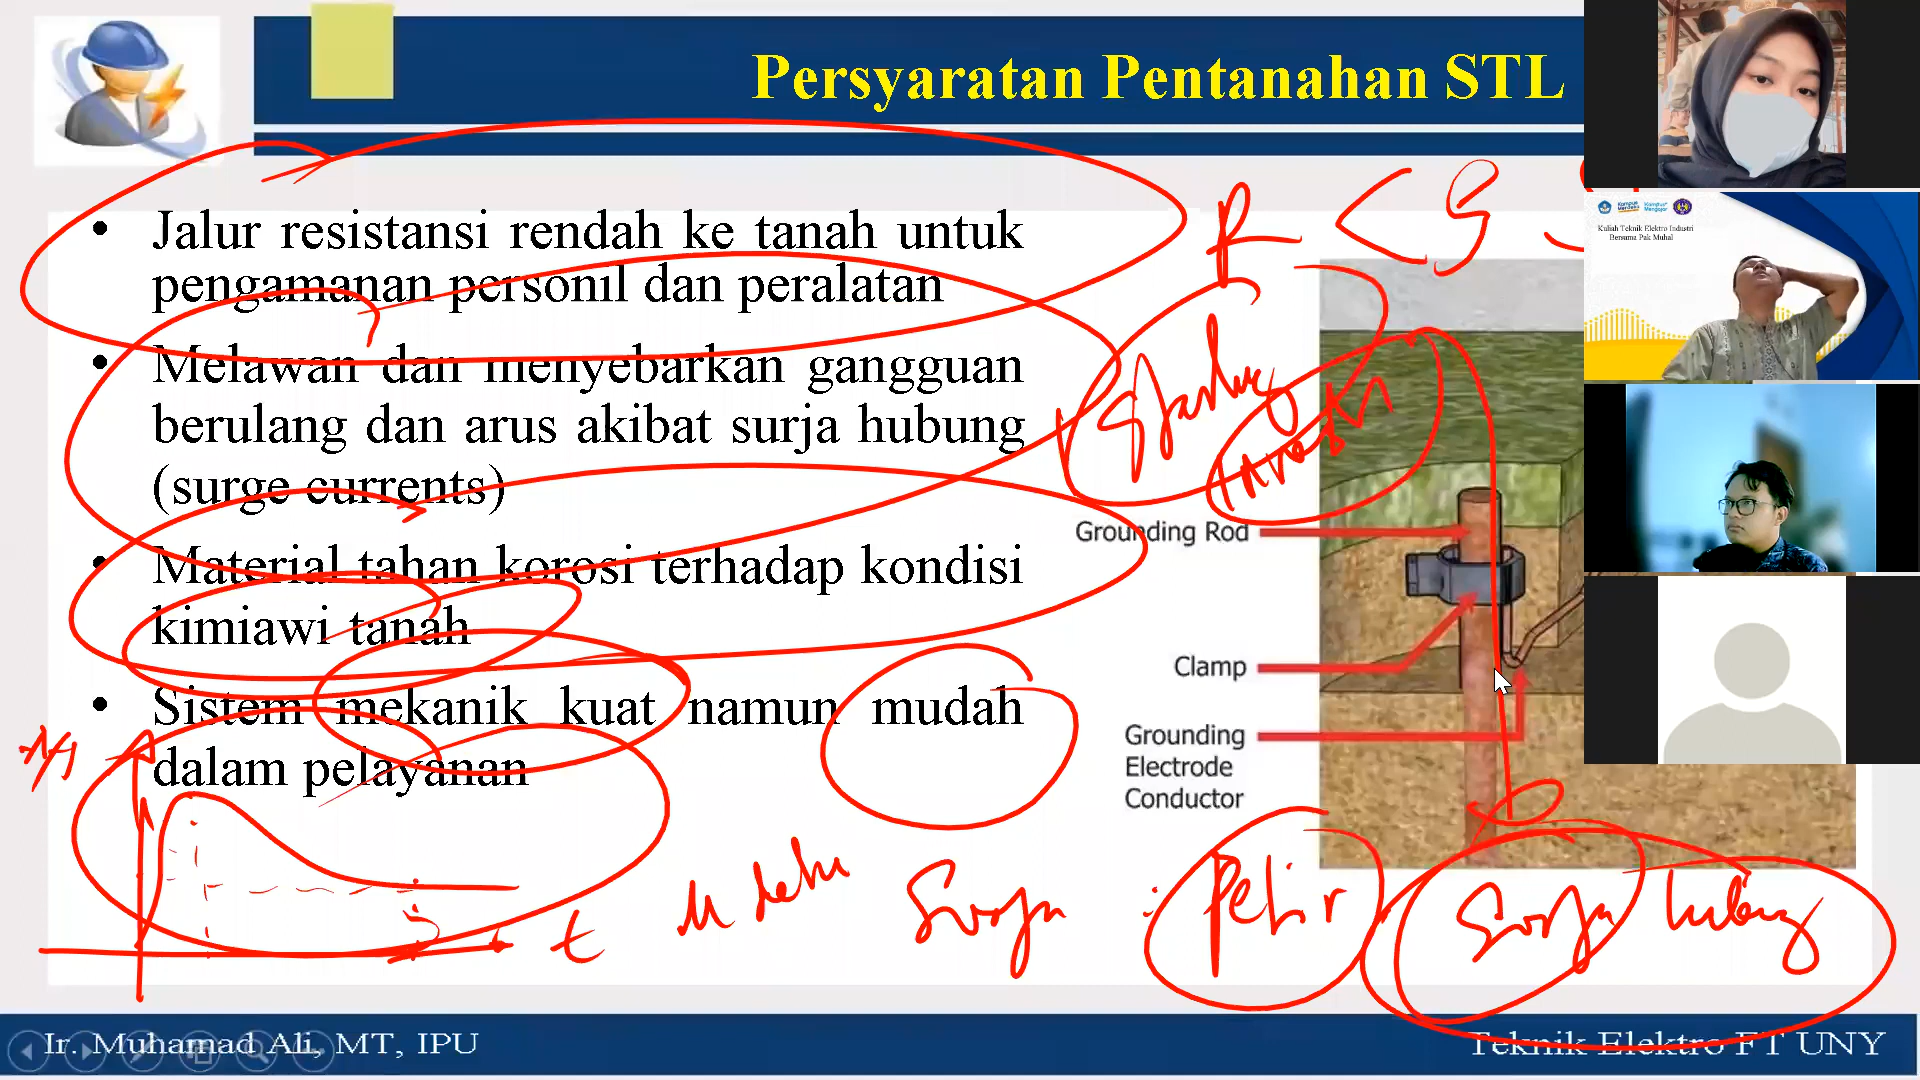 Persyaratan Pentanahan STL
• Jalur resistansi rendah ke tanah untuk
pengamanan personil dan peralatan
• Melawan dan menyebarkan gangguan
berulang dan arus akibat surja hubung
(surge currents)
• Material tahan korosi terhadap kondisi
kimiawi tanah
• Sistem mekanik kuat namun mudah
dalam pelayanan
R <
Grounding Rod
Clamp
Grounding
Electrode
Conductor
t
Surja : Petir,
Surja hubung
Kuliah Teknik Elektro Industri
Bersama Pak Muhal
Ir. Muhamad Ali, MT, IPU
Teknik Elektro FT UNY